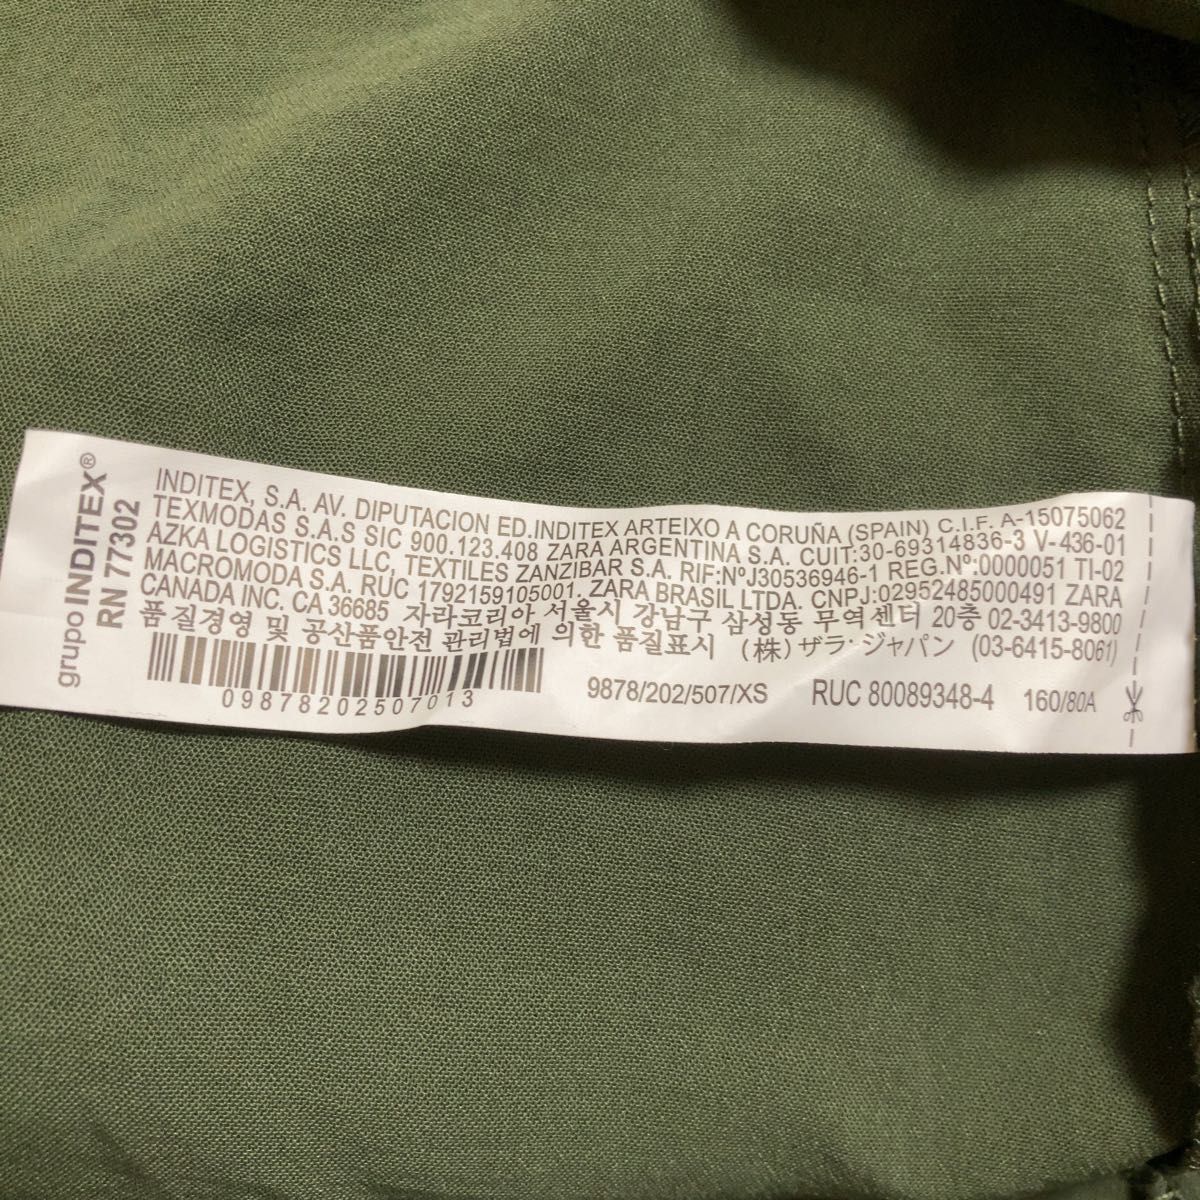 grupo INDITEX®
RN 77302
INDITEX, S.A. AV. DIPUTACION ED.INDITEX ARTEIXO A CORUÑA (SPAIN) C.I.F. A-15075062
TEXMODAS S.A.S SIC 900.123.408 ZARA ARGENTINA S.A. CUIT:30-69314836-3 V-436-01
AZKA LOGISTICS LLC, TEXTILES ZANZIBAR S.A. RIF:NºJ30536946-1 REG.Nº:0000051 TI-02
MACROMODA S.A. RUC 1792159105001. ZARA BRASIL LTDA. CNPJ:02952485000491 ZARA
CANADA INC. CA 36685 자라코리아 서울시 강남구 삼성동 무역센터 20층 02-3413-9800
품질경영 및 공산품안전 관리법에 의한 품질표시 (株)ザラ・ジャパン (03-6415-8061)
09878202507013 9878/202/507/XS RUC 80089348-4 160/80A